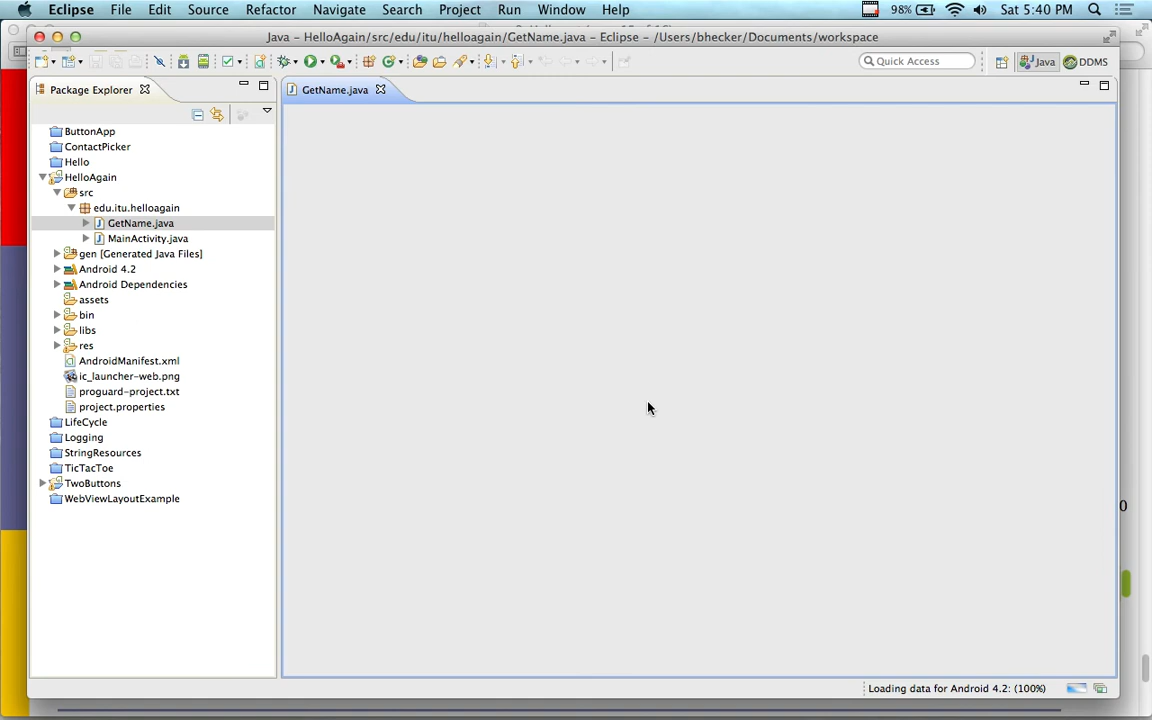 Eclipse File Edit Source Refactor Navigate Search Project Run Window Help 98% Sat 5:40 PM
Java – HelloAgain/src/edu/itu/helloagain/GetName.java – Eclipse – /Users/bhecker/Documents/workspace
Quick Access Java DDMS
Package Explorer GetName.java
ButtonApp
ContactPicker
Hello
HelloAgain
src
edu.itu.helloagain
GetName.java
MainActivity.java
gen [Generated Java Files]
Android 4.2
Android Dependencies
assets
bin
libs
res
AndroidManifest.xml
ic_launcher-web.png
proguard-project.txt
project.properties
LifeCycle
Logging
StringResources
TicTacToe
TwoButtons
WebViewLayoutExample
0
Loading data for Android 4.2: (100%)